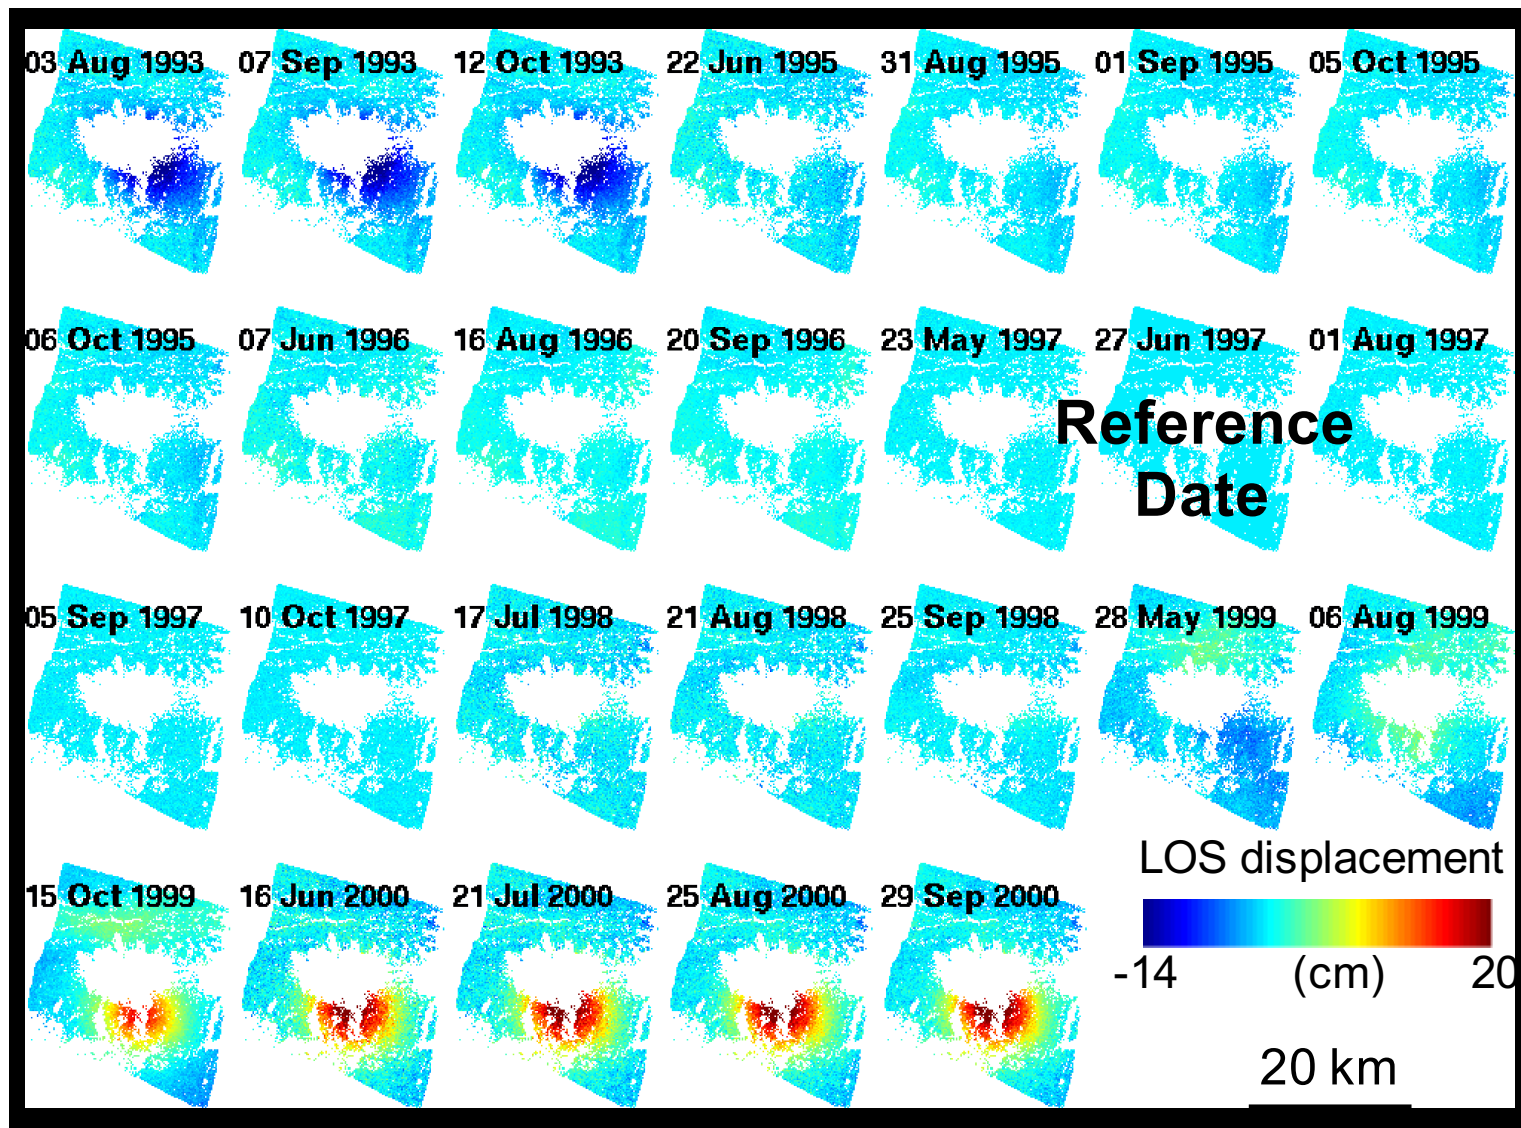 03 Aug 1993 07 Sep 1993 12 Oct 1993 22 Jun 1995 31 Aug 1995 01 Sep 1995 05 Oct 1995
06 Oct 1995 07 Jun 1996 16 Aug 1996 20 Sep 1996 23 May 1997 27 Jun 1997 01 Aug 1997
Reference
Date
05 Sep 1997 10 Oct 1997 17 Jul 1998 21 Aug 1998 25 Sep 1998 28 May 1999 06 Aug 1999
LOS displacement
15 Oct 1999 16 Jun 2000 21 Jul 2000 25 Aug 2000 29 Sep 2000
-14 (cm) 20
20 km